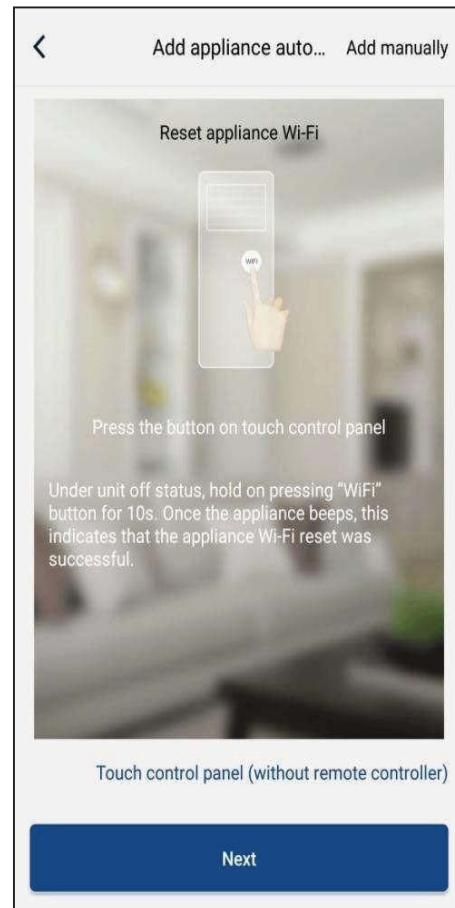 Add appliance auto... Add manually
Reset appliance Wi-Fi
WiFi
Press the button on touch control panel
Under unit off status, hold on pressing “WiFi”
button for 10s. Once the appliance beeps, this
indicates that the appliance Wi-Fi reset was
successful.
Touch control panel (without remote controller)
Next